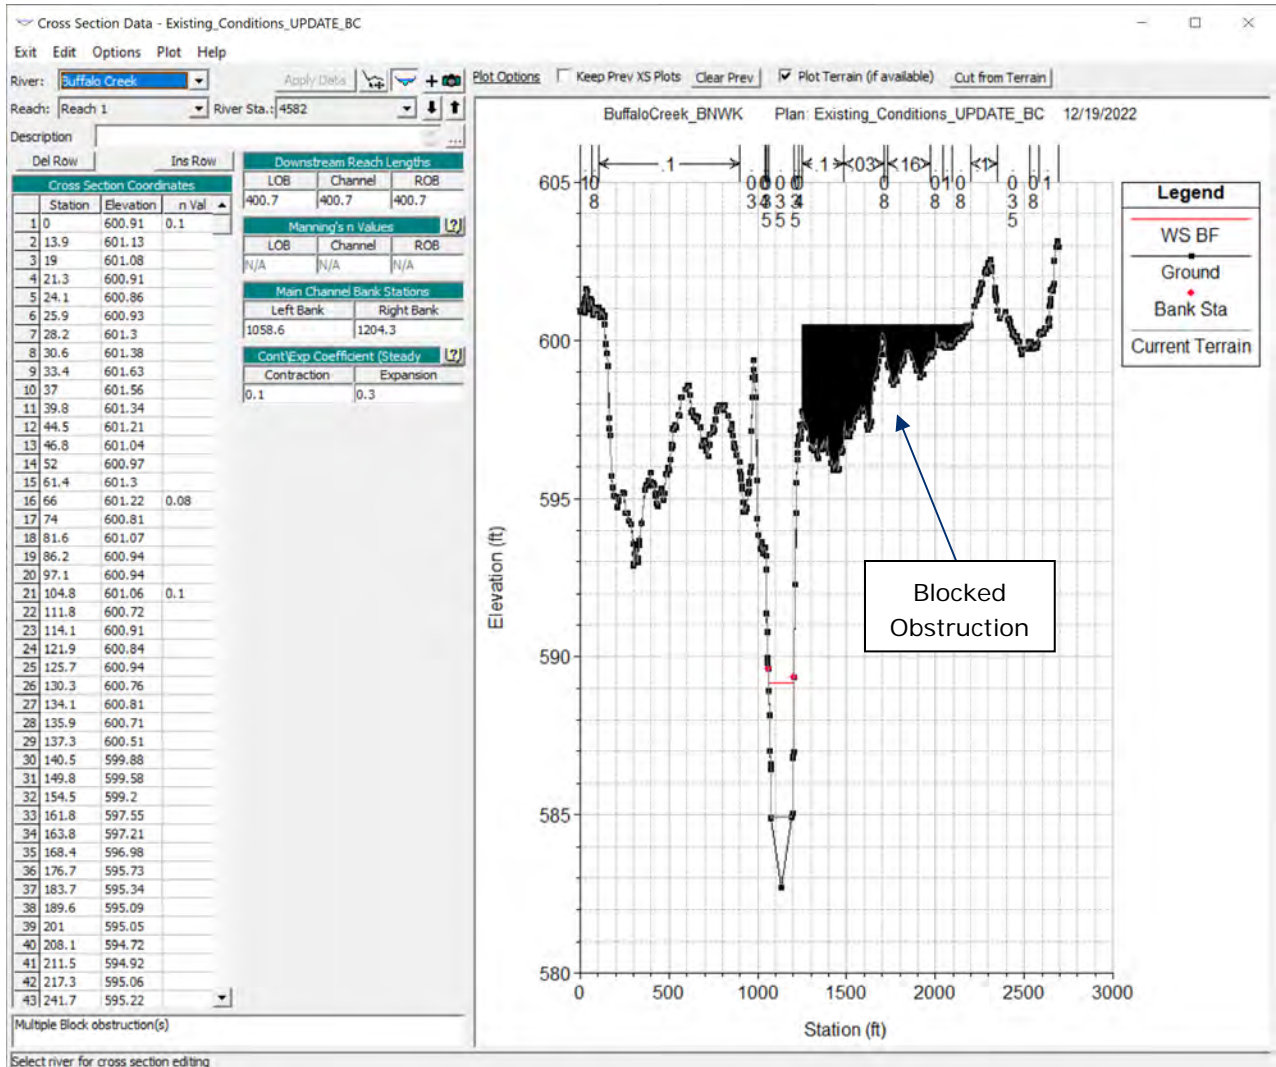 Cross Section Data - Existing_Conditions_UPDATE_BC
Exit Edit Options Plot Help
River: Buffalo Creek Apply Data
Plot Options Keep Prev XS Plots Clear Prev Plot Terrain (if available) Cut from Terrain
Reach: Reach 1 River Sta.: 4582
Description ...
Del Row Ins Row
Cross Section Coordinates
Station Elevation n Val
1 0 600.91 0.1
2 13.9 601.13
3 19 601.08
4 21.3 600.91
5 24.1 600.86
6 25.9 600.93
7 28.2 601.3
8 30.6 601.38
9 33.4 601.63
10 37 601.56
11 39.8 601.34
12 44.5 601.21
13 46.8 601.04
14 52 600.97
15 61.4 601.3
16 66 601.22 0.08
17 74 600.81
18 81.6 601.07
19 86.2 600.94
20 97.1 600.94
21 104.8 601.06 0.1
22 111.8 600.72
23 114.1 600.91
24 121.9 600.84
25 125.7 600.94
26 130.3 600.76
27 134.1 600.81
28 135.9 600.71
29 137.3 600.51
30 140.5 599.88
31 149.8 599.58
32 154.5 599.2
33 161.8 597.55
34 163.8 597.21
35 168.4 596.98
36 176.7 595.73
37 183.7 595.34
38 189.6 595.09
39 201 595.05
40 208.1 594.72
41 211.5 594.92
42 217.3 595.06
43 241.7 595.22
Downstream Reach Lengths
LOB Channel ROB
400.7 400.7 400.7
Manning's n Values ?
LOB Channel ROB
N/A N/A N/A
Main Channel Bank Stations
Left Bank Right Bank
1058.6 1204.3
Cont\Exp Coefficient (Steady ?
Contraction Expansion
0.1 0.3
BuffaloCreek_BNWK Plan: Existing_Conditions_UPDATE_BC 12/19/2022
.1 .1 .03 .16 .1
605
600
595
590
585
580
Elevation (ft)
0 500 1000 1500 2000 2500 3000
Station (ft)
Blocked
Obstruction
Legend
WS BF
Ground
Bank Sta
Current Terrain
Multiple Block obstruction(s)
Select river for cross section editing